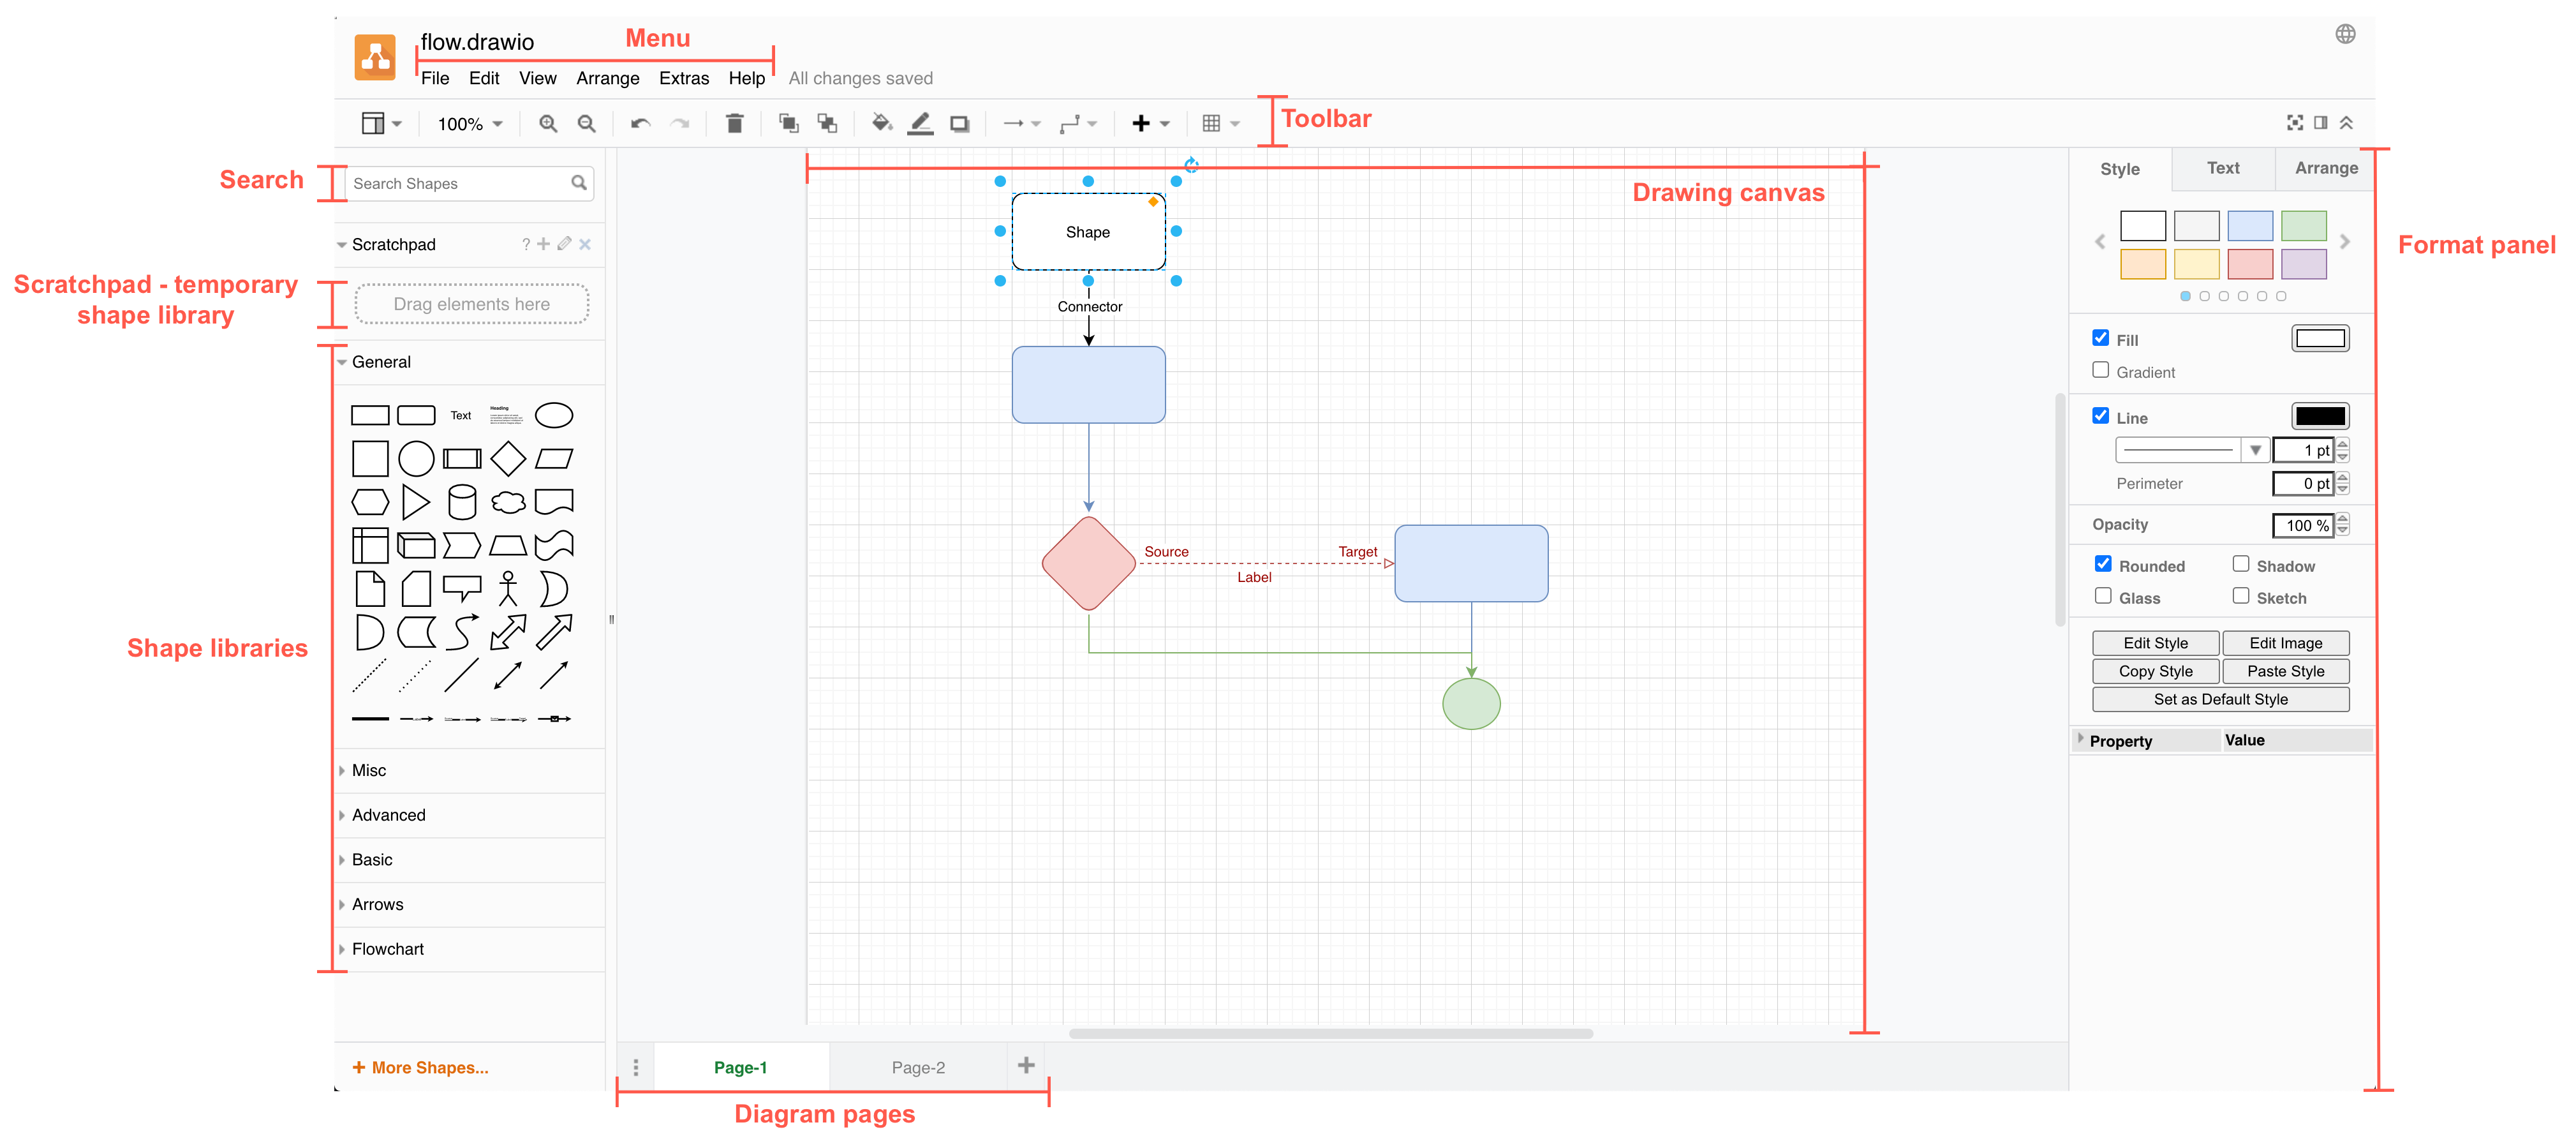 flow.drawio
Menu
File Edit View Arrange Extras Help All changes saved
100%
Toolbar
Search
Search Shapes
Scratchpad ?
Scratchpad - temporary
shape library
Drag elements here
General
Text
Heading
Shape libraries
Misc
Advanced
Basic
Arrows
Flowchart
+ More Shapes...
Drawing canvas
Shape
Connector
Source
Target
Label
Page-1
Page-2
Diagram pages
Style Text Arrange
Format panel
Fill
Gradient
Line
1 pt
Perimeter 0 pt
Opacity 100 %
Rounded Shadow
Glass Sketch
Edit Style Edit Image
Copy Style Paste Style
Set as Default Style
Property Value